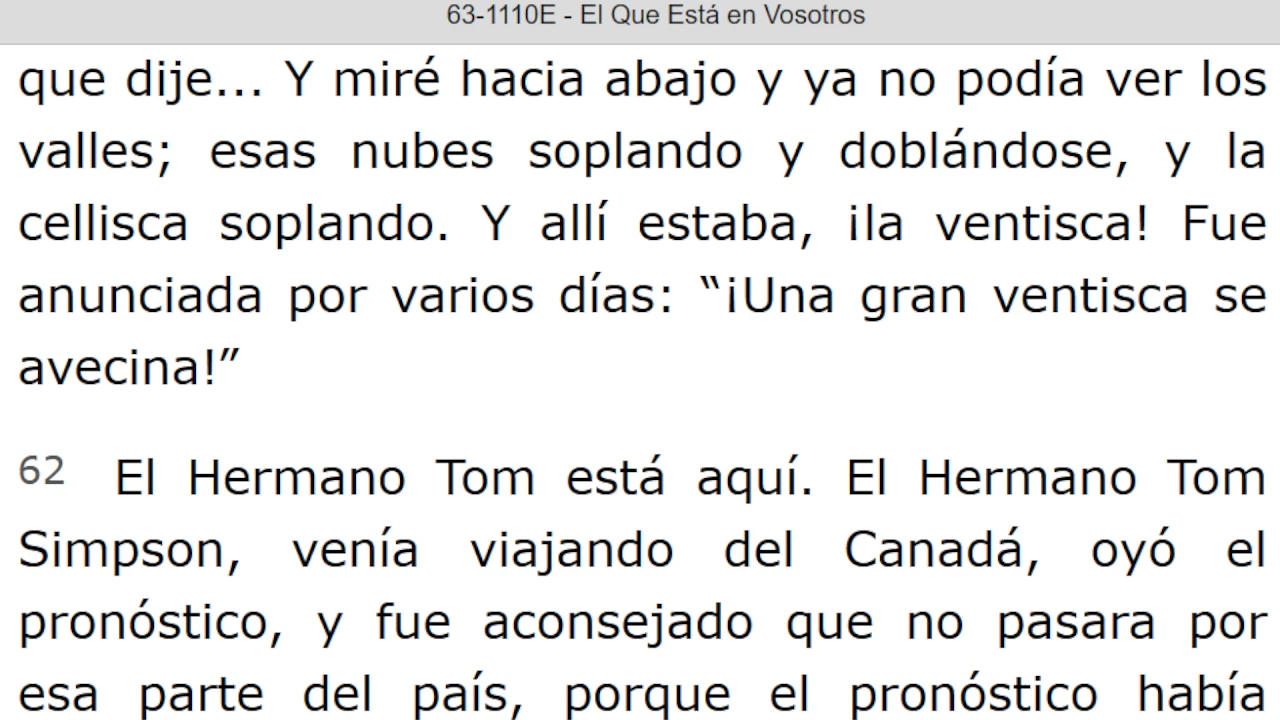 63-1110E - El Que Está en Vosotros
que dije... Y miré hacia abajo y ya no podía ver los
valles; esas nubes soplando y doblándose, y la
cellisca soplando. Y allí estaba, ¡la ventisca! Fue
anunciada por varios días: “¡Una gran ventisca se
avecina!”
62 El Hermano Tom está aquí. El Hermano Tom
Simpson, venía viajando del Canadá, oyó el
pronóstico, y fue aconsejado que no pasara por
esa parte del país, porque el pronóstico había